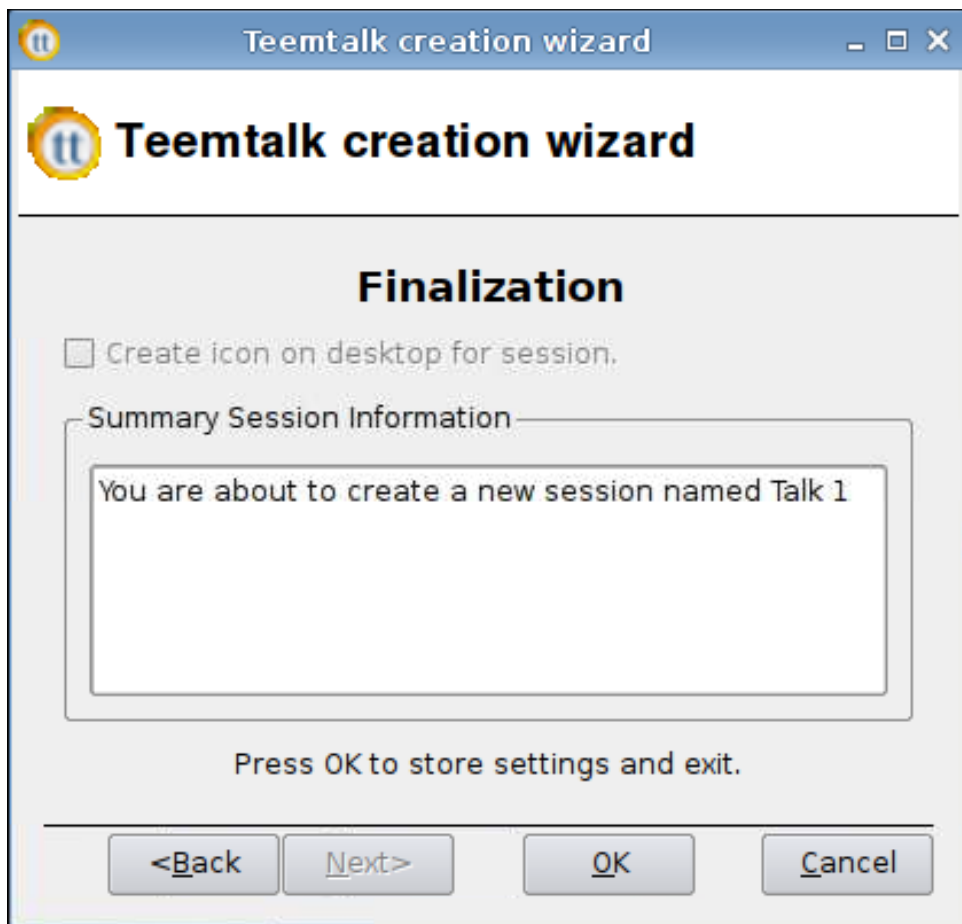 tt Teemtalk creation wizard
tt Teemtalk creation wizard
Finalization
Create icon on desktop for session.
Summary Session Information
You are about to create a new session named Talk 1
Press OK to store settings and exit.
<Back Next> OK Cancel